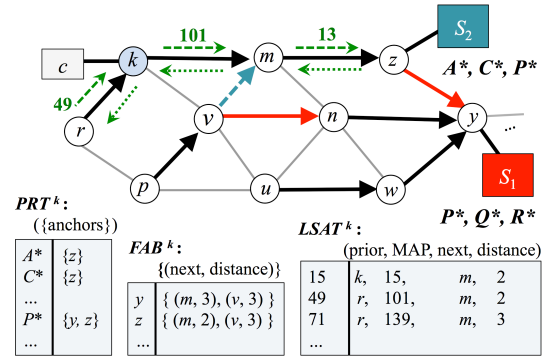 101
13
S₂
c
k
m
z
A*, C*, P*
49
r
v
n
y
...
p
u
w
S₁
P*, Q*, R*
PRT ᵏ:
({anchors})
A* {z}
C* {z}
...
P* {y, z}
FAB ᵏ:
{(next, distance)}
y { (m, 3), (v, 3) }
z { (m, 2), (v, 3) }
...
LSAT ᵏ:
(prior, MAP, next, distance)
15 k, 15, m, 2
49 r, 101, m, 2
71 r, 139, m, 3
...